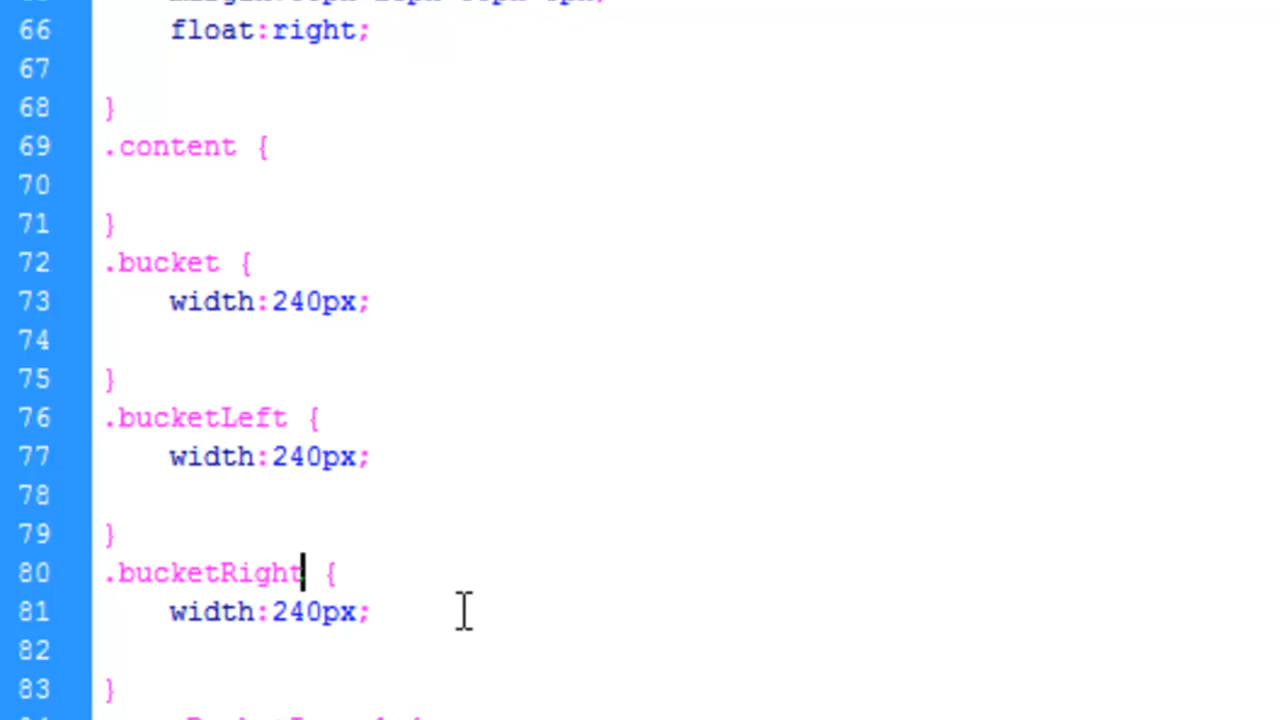 66 float:right;
67
68 }
69 .content {
70
71 }
72 .bucket {
73 width:240px;
74
75 }
76 .bucketLeft {
77 width:240px;
78
79 }
80 .bucketRight {
81 width:240px;
82
83 }